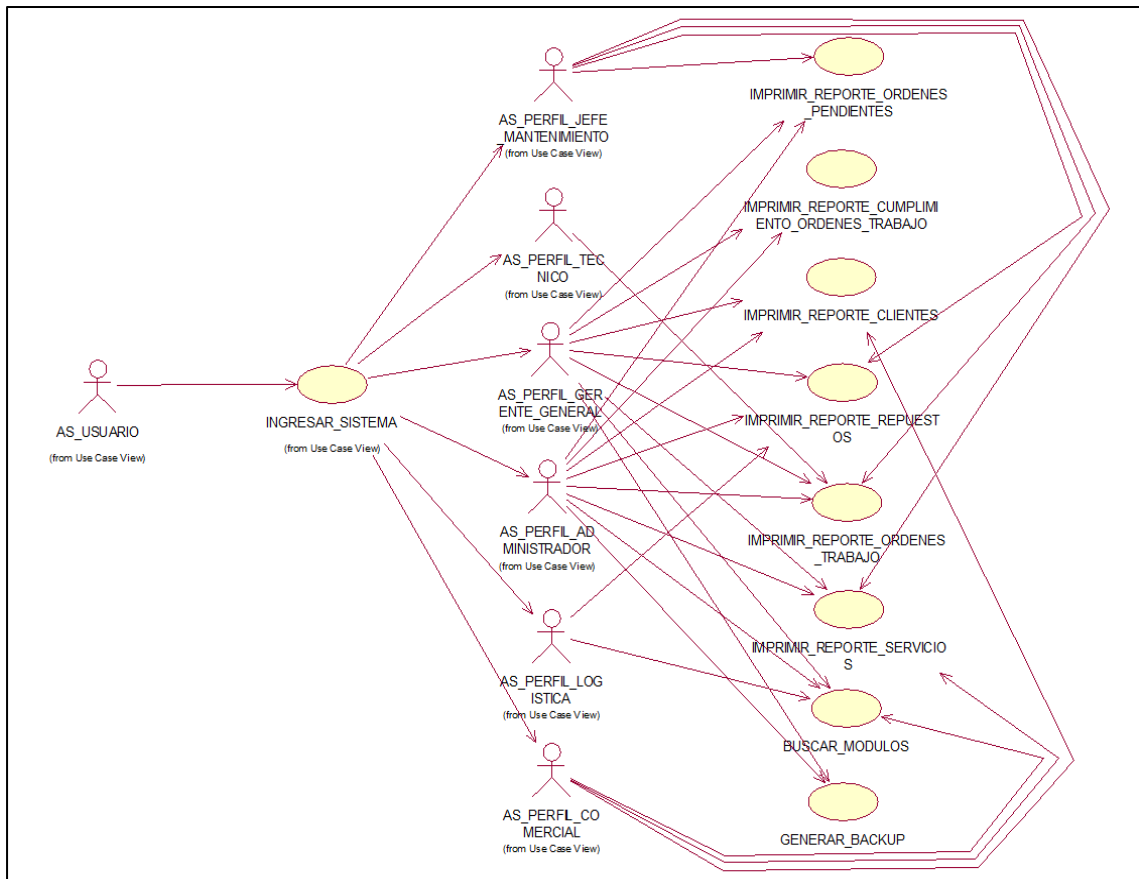 IMPRIMIR_REPORTE_ORDENES
_PENDIENTES
AS_PERFIL_JEFE
_MANTENIMIENTO
(from Use Case View)
IMPRIMIR_REPORTE_CUMPLIMI
ENTO_ORDENES_TRABAJO
AS_PERFIL_TEC
NICO
(from Use Case View)
IMPRIMIR_REPORTE_CLIENTES
AS_PERFIL_GER
ENTE_GENERAL
(from Use Case View)
IMPRIMIR_REPORTE_REPUEST
OS
AS_USUARIO
(from Use Case View)
INGRESAR_SISTEMA
(from Use Case View)
AS_PERFIL_AD
MINISTRADOR
(from Use Case View)
IMPRIMIR_REPORTE_ORDENES
_TRABAJO
IMPRIMIR_REPORTE_SERVICIO
S
AS_PERFIL_LOG
ISTICA
(from Use Case View)
BUSCAR_MODULOS
AS_PERFIL_CO
MERCIAL
(from Use Case View)
GENERAR_BACKUP